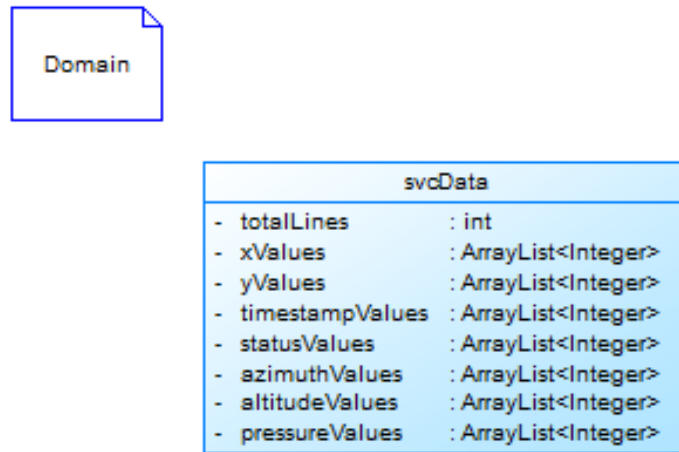 Domain
svcData
- totalLines : int
- xValues : ArrayList<Integer>
- yValues : ArrayList<Integer>
- timestampValues : ArrayList<Integer>
- statusValues : ArrayList<Integer>
- azimuthValues : ArrayList<Integer>
- altitudeValues : ArrayList<Integer>
- pressureValues : ArrayList<Integer>